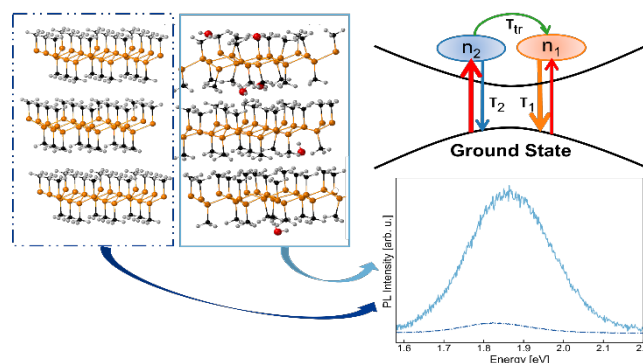 τtr
n2
n1
τ2
τ1
Ground State
PL Intensity [arb. u.]
1.6
1.7
1.8
1.9
2.0
2.1
Energy [eV]